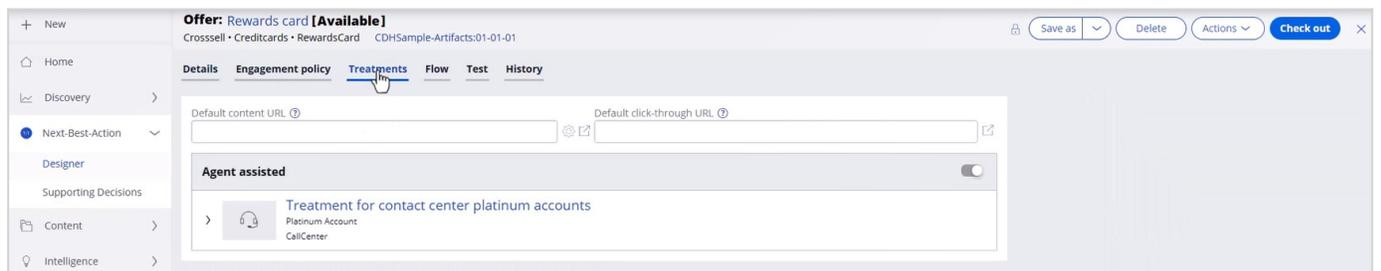 New
Home
Discovery
Next-Best-Action
Designer
Supporting Decisions
Content
Intelligence
Offer: Rewards card [Available]
Crosssell • Creditcards • RewardsCard CDHSample-Artifacts:01-01-01
Save as Delete Actions Check out
Details Engagement policy Treatments Flow Test History
Default content URL Default click-through URL
Agent assisted
Treatment for contact center platinum accounts
Platinum Account
CallCenter